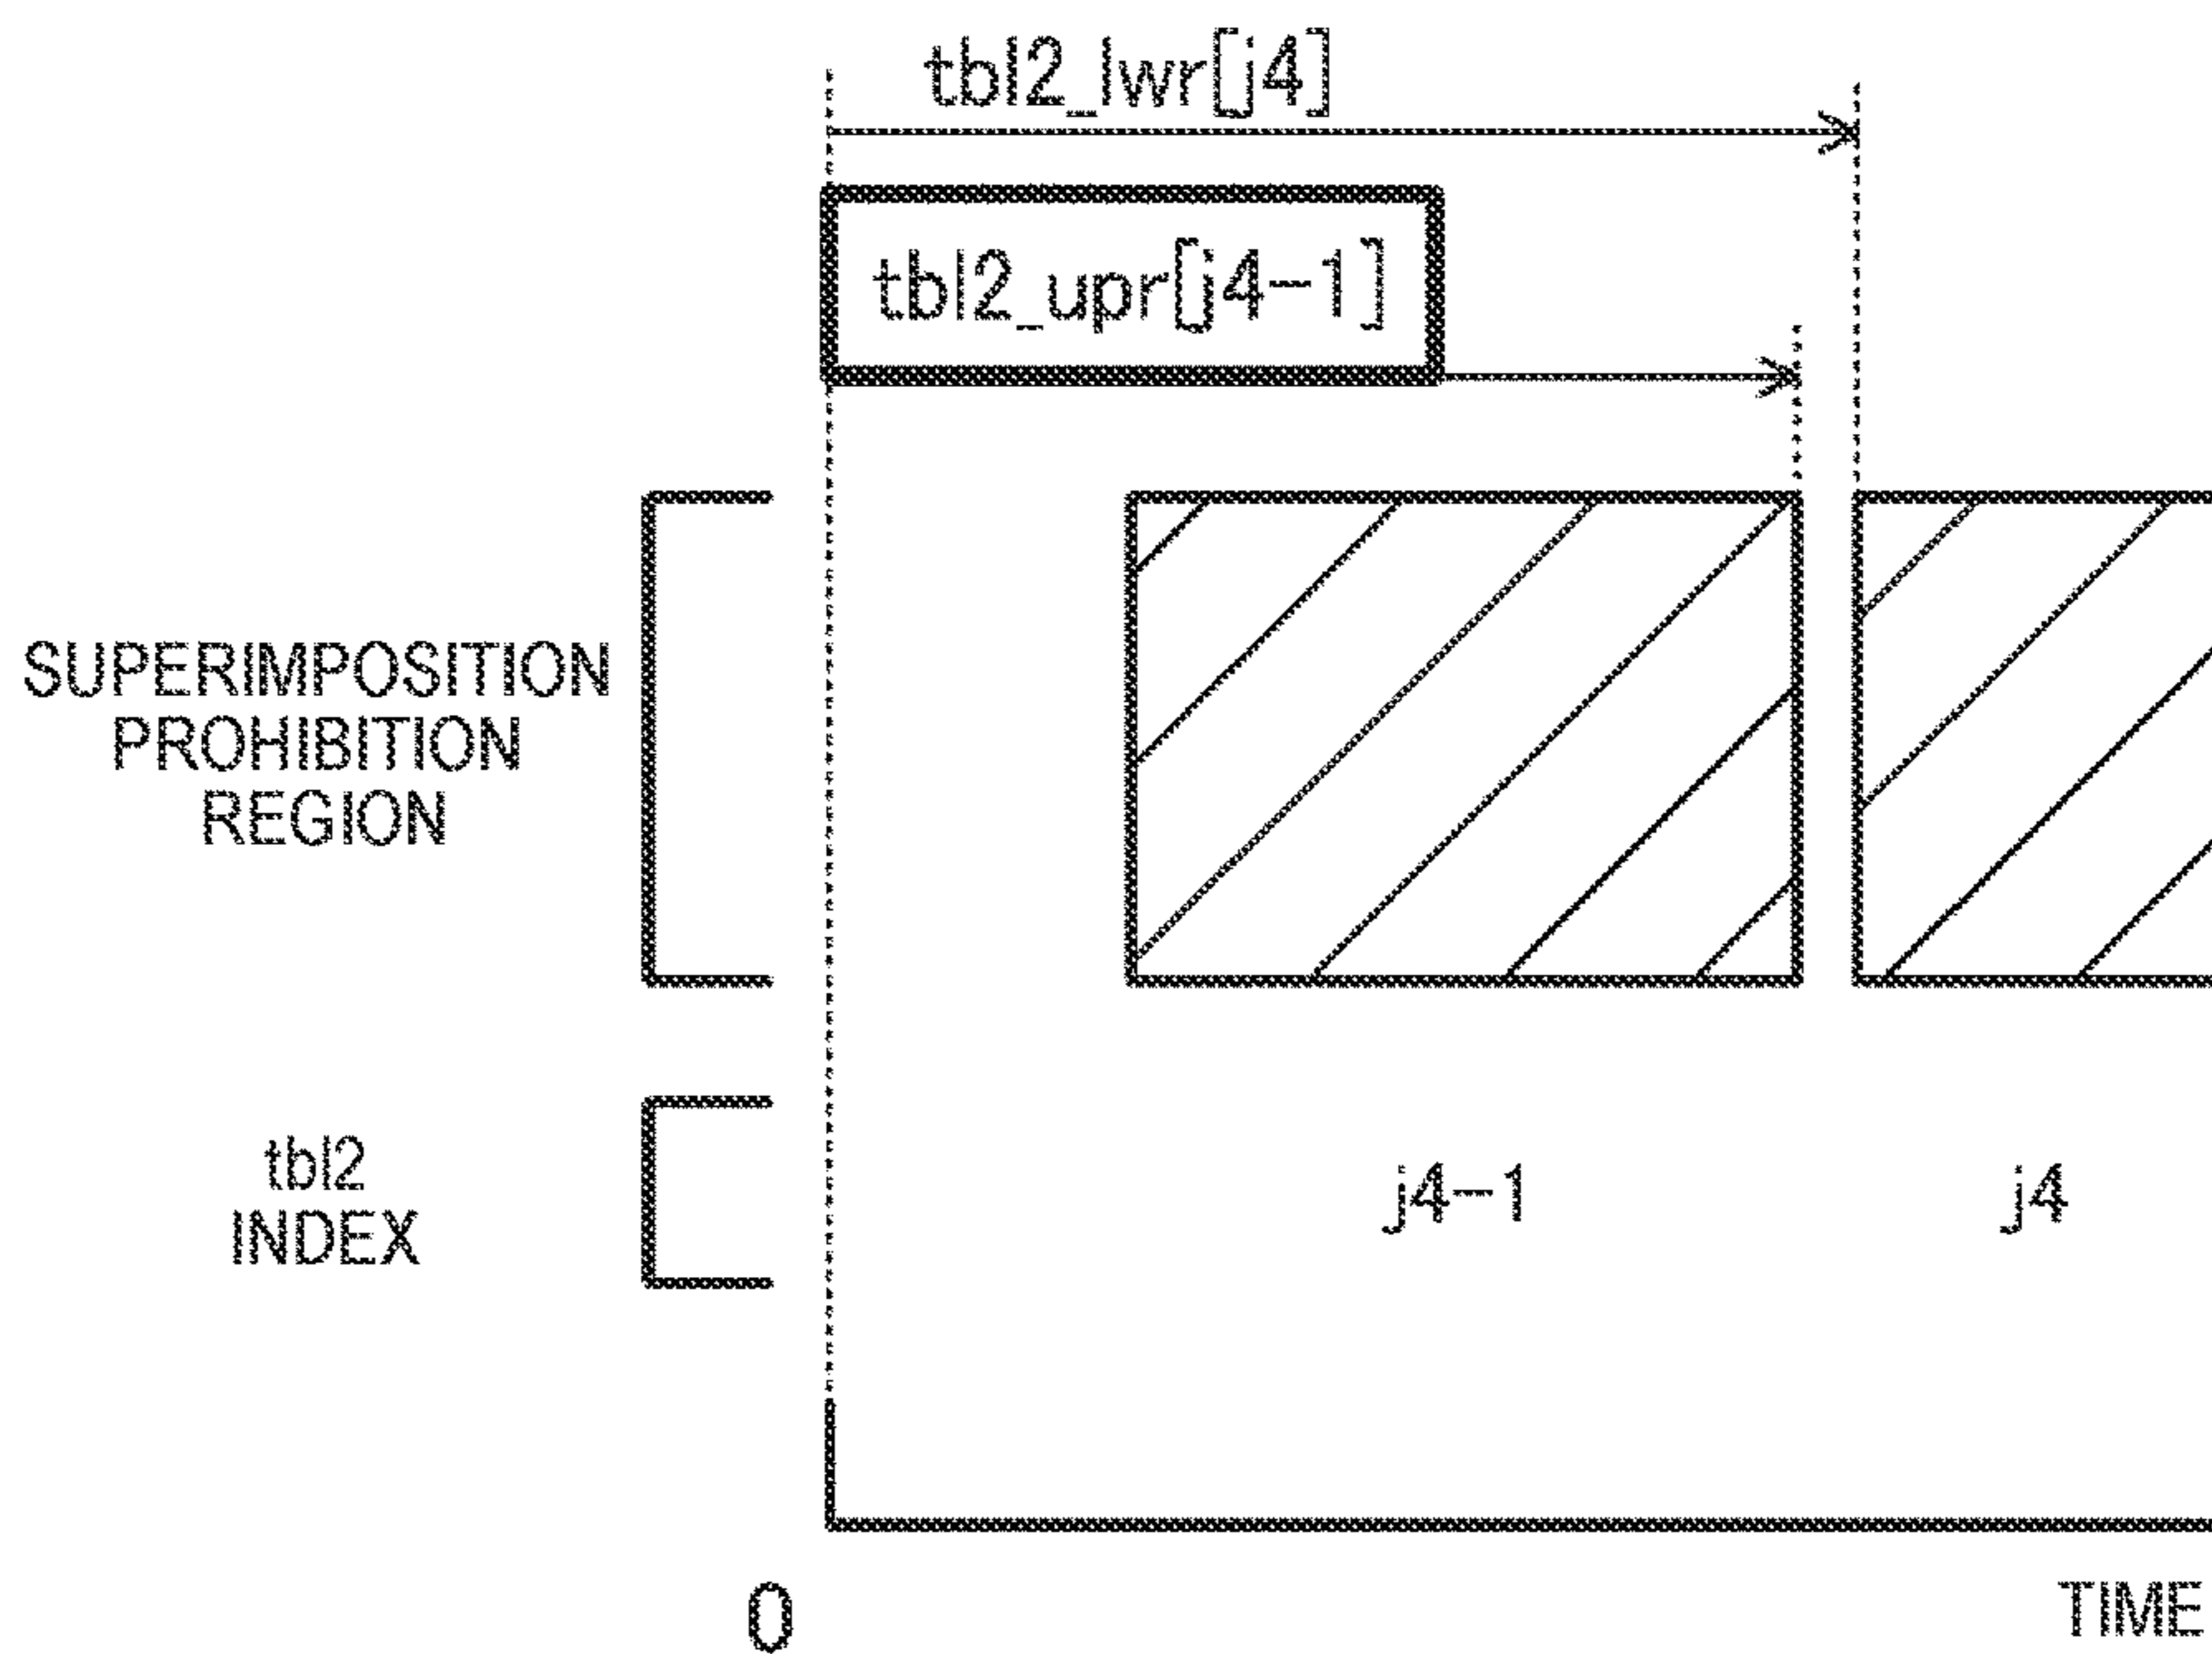 tbl2_lwr[j4]
tbl2_upr[j4-1]
SUPERIMPOSITION
PROHIBITION
REGION
tbl2
INDEX
j4-1
j4
0
TIME